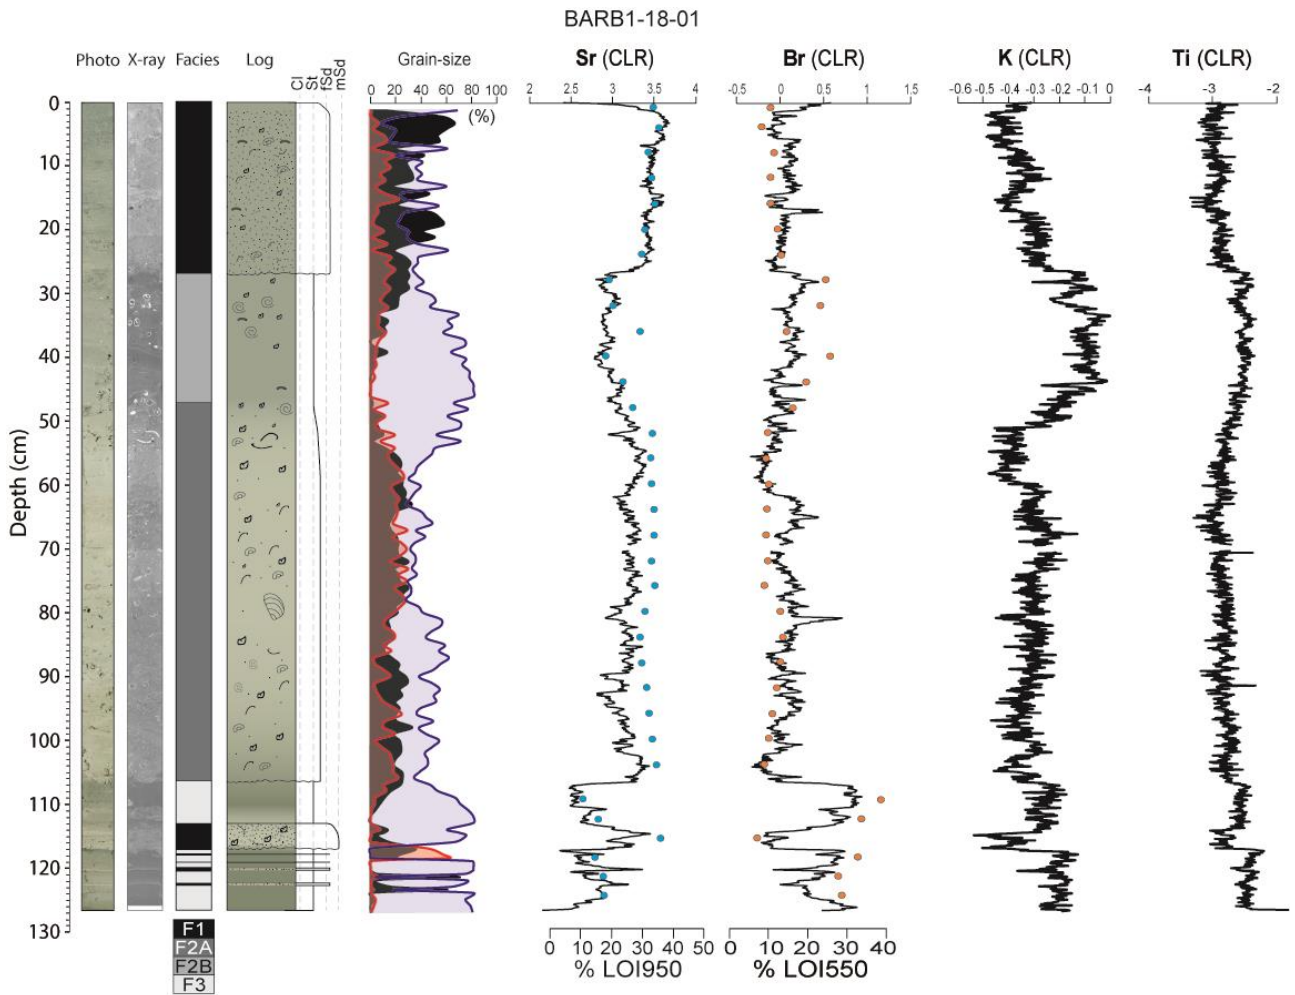 BARB1-18-01
Photo X-ray Facies Log Grain-size Sr (CLR) Br (CLR) K (CLR) Ti (CLR)
Cl St fSd mSd
0 20 40 60 80 100 2 2.5 3 3.5 4 -0.5 0 0.5 1 1.5 -0.6 -0.5 -0.4 -0.2 -0.1 0 -4 -3 -1 -2
(%)
Depth (cm)
0
10
20
30
40
50
60
70
80
90
100
110
120
130
F1
F2A
F2B
F3
0 10 20 30 40 50 0 10 20 30 40
% LOI950 % LOI550